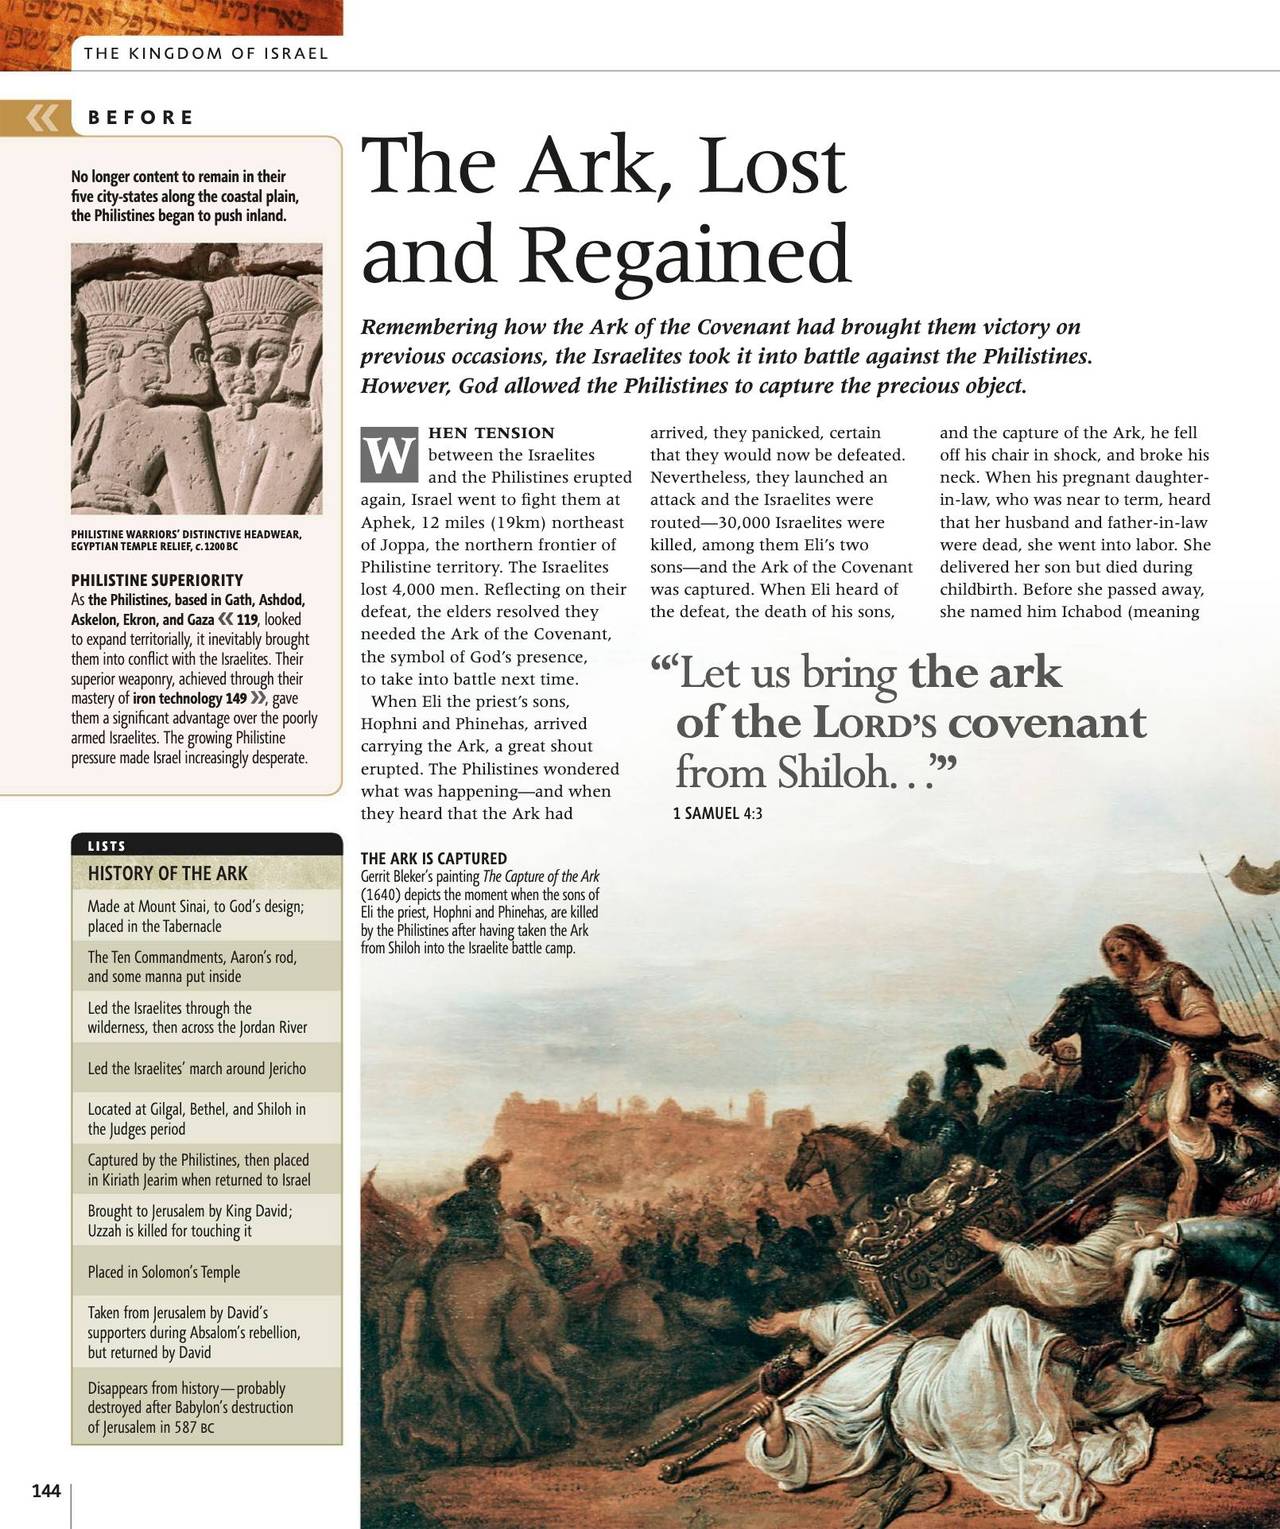 THE KINGDOM OF ISRAEL
« BEFORE
No longer content to remain in their
five city-states along the coastal plain,
the Philistines began to push inland.
PHILISTINE WARRIORS' DISTINCTIVE HEADWEAR,
EGYPTIAN TEMPLE RELIEF, c.1200 BC
PHILISTINE SUPERIORITY
As the Philistines, based in Gath, Ashdod,
Askelon, Ekron, and Gaza « 119, looked
to expand territorially, it inevitably brought
them into conflict with the Israelites. Their
superior weaponry, achieved through their
mastery of iron technology 149 », gave
them a significant advantage over the poorly
armed Israelites. The growing Philistine
pressure made Israel increasingly desperate.
LISTS
HISTORY OF THE ARK
Made at Mount Sinai, to God's design;
placed in the Tabernacle
The Ten Commandments, Aaron's rod,
and some manna put inside
Led the Israelites through the
wilderness, then across the Jordan River
Led the Israelites' march around Jericho
Located at Gilgal, Bethel, and Shiloh in
the Judges period
Captured by the Philistines, then placed
in Kiriath Jearim when returned to Israel
Brought to Jerusalem by King David;
Uzzah is killed for touching it
Placed in Solomon's Temple
Taken from Jerusalem by David's
supporters during Absalom's rebellion,
but returned by David
Disappears from history—probably
destroyed after Babylon's destruction
of Jerusalem in 587 BC
The Ark, Lost
and Regained
Remembering how the Ark of the Covenant had brought them victory on
previous occasions, the Israelites took it into battle against the Philistines.
However, God allowed the Philistines to capture the precious object.
WHEN TENSION
between the Israelites
and the Philistines erupted
again, Israel went to fight them at
Aphek, 12 miles (19km) northeast
of Joppa, the northern frontier of
Philistine territory. The Israelites
lost 4,000 men. Reflecting on their
defeat, the elders resolved they
needed the Ark of the Covenant,
the symbol of God's presence,
to take into battle next time.
When Eli the priest's sons,
Hophni and Phinehas, arrived
carrying the Ark, a great shout
erupted. The Philistines wondered
what was happening—and when
they heard that the Ark had
arrived, they panicked, certain
that they would now be defeated.
Nevertheless, they launched an
attack and the Israelites were
routed—30,000 Israelites were
killed, among them Eli's two
sons—and the Ark of the Covenant
was captured. When Eli heard of
the defeat, the death of his sons,
and the capture of the Ark, he fell
off his chair in shock, and broke his
neck. When his pregnant daughter-
in-law, who was near to term, heard
that her husband and father-in-law
were dead, she went into labor. She
delivered her son but died during
childbirth. Before she passed away,
she named him Ichabod (meaning
“‘Let us bring the ark
of the LORD'S covenant
from Shiloh. . .’”
1 SAMUEL 4:3
THE ARK IS CAPTURED
Gerrit Bleker's painting The Capture of the Ark
(1640) depicts the moment when the sons of
Eli the priest, Hophni and Phinehas, are killed
by the Philistines after having taken the Ark
from Shiloh into the Israelite battle camp.
144